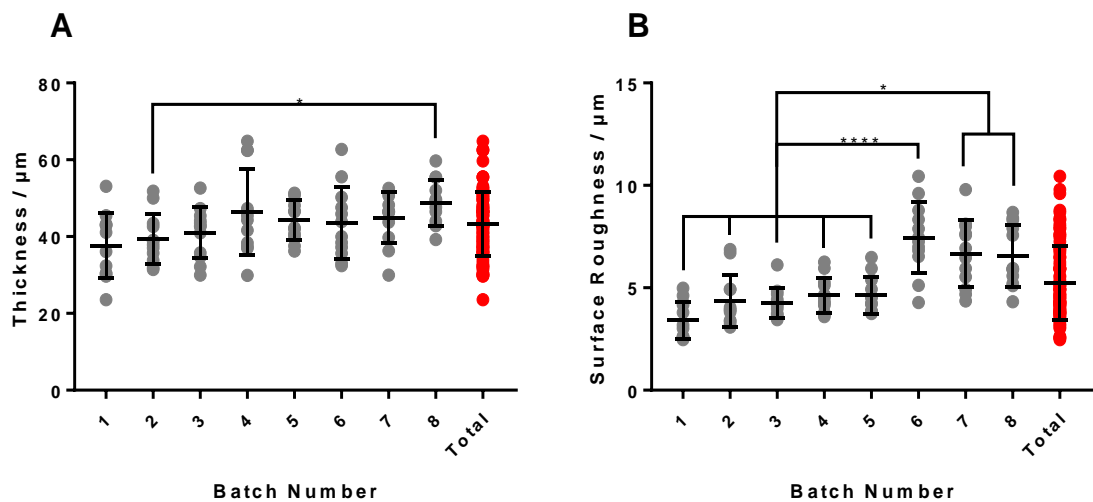 A
Thickness / µm
80
60
40
20
0
*
1 2 3 4 5 6 7 8 Total
Batch Number
B
Surface Roughness / µm
15
10
5
0
*
****
1 2 3 4 5 6 7 8 Total
Batch Number